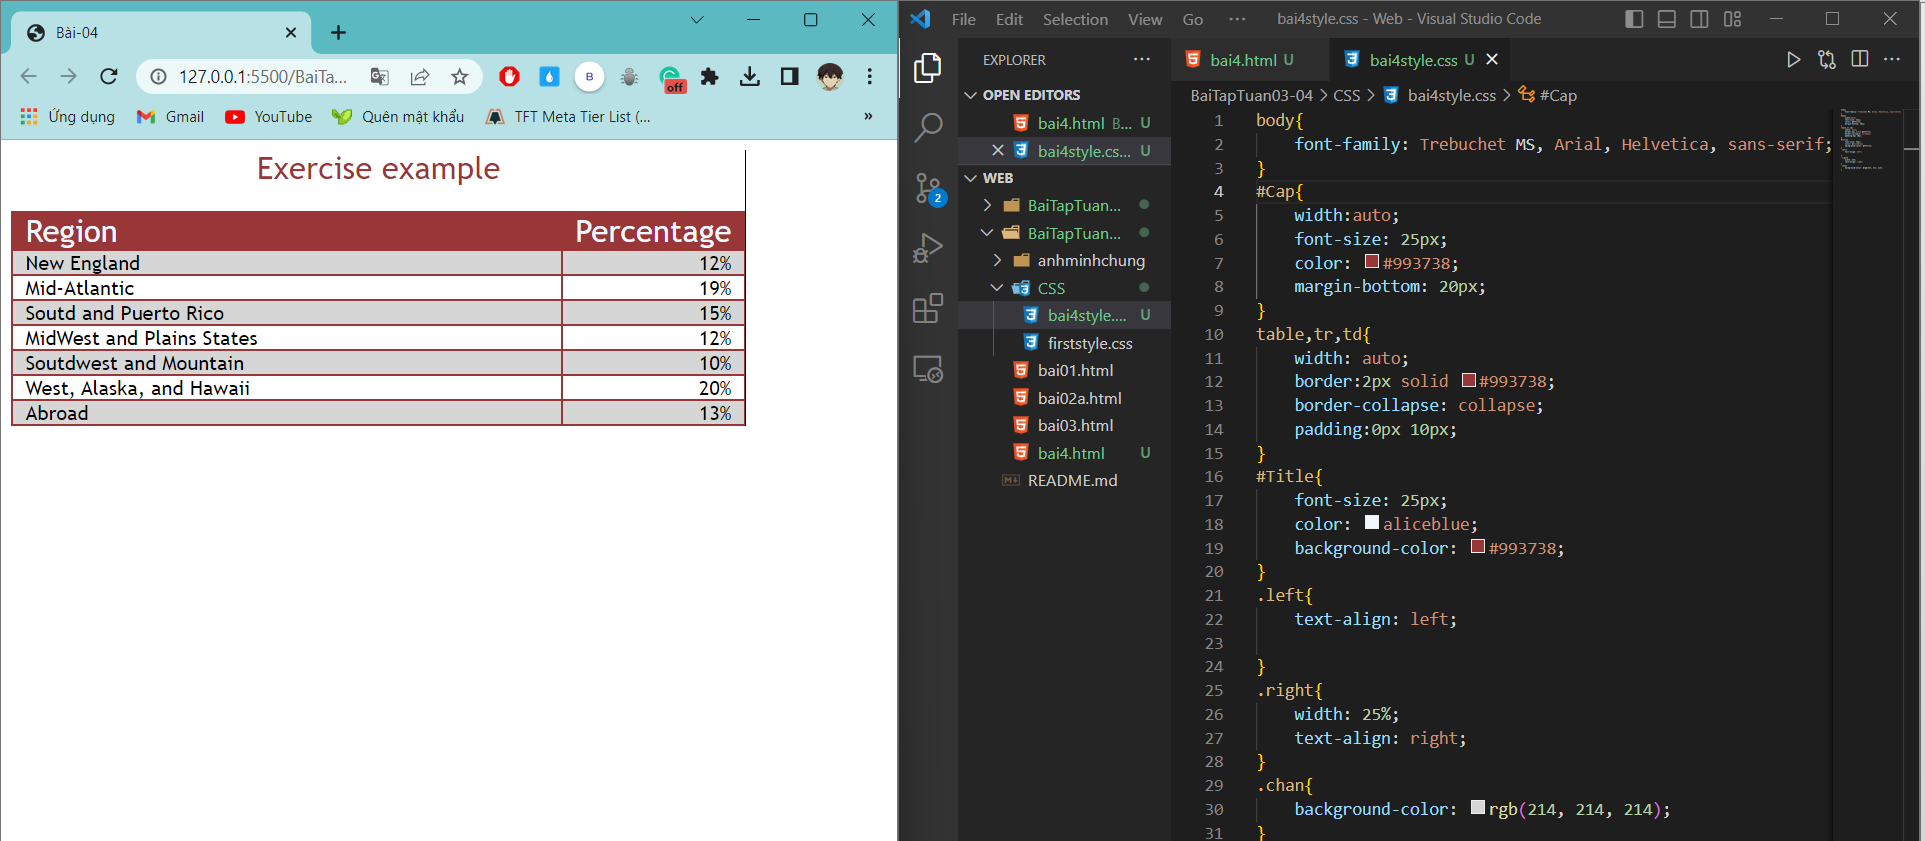 Bài-04
127.0.0.1:5500/BaiTa...
B
off
Ứng dụng
Gmail
YouTube
Quên mật khẩu
TFT Meta Tier List (...
»
Exercise example
Region Percentage
New England 12%
Mid-Atlantic 19%
Soutd and Puerto Rico 15%
MidWest and Plains States 12%
Soutdwest and Mountain 10%
West, Alaska, and Hawaii 20%
Abroad 13%
File Edit Selection View Go ··· bai4style.css - Web - Visual Studio Code
EXPLORER ···
OPEN EDITORS
bai4.html B... U
bai4style.cs... U
2
WEB
BaiTapTuan...
BaiTapTuan...
anhminhchung
CSS
bai4style.... U
firststyle.css
bai01.html
bai02a.html
bai03.html
bai4.html U
README.md
bai4.html U
bai4style.css U
BaiTapTuan03-04 > CSS > bai4style.css > #Cap
1 body{
2 font-family: Trebuchet MS, Arial, Helvetica, sans-serif;
3 }
4 #Cap{
5 width:auto;
6 font-size: 25px;
7 color: #993738;
8 margin-bottom: 20px;
9 }
10 table,tr,td{
11 width: auto;
12 border:2px solid #993738;
13 border-collapse: collapse;
14 padding:0px 10px;
15 }
16 #Title{
17 font-size: 25px;
18 color: aliceblue;
19 background-color: #993738;
20 }
21 .left{
22 text-align: left;
23
24 }
25 .right{
26 width: 25%;
27 text-align: right;
28 }
29 .chan{
30 background-color: rgb(214, 214, 214);
31 }